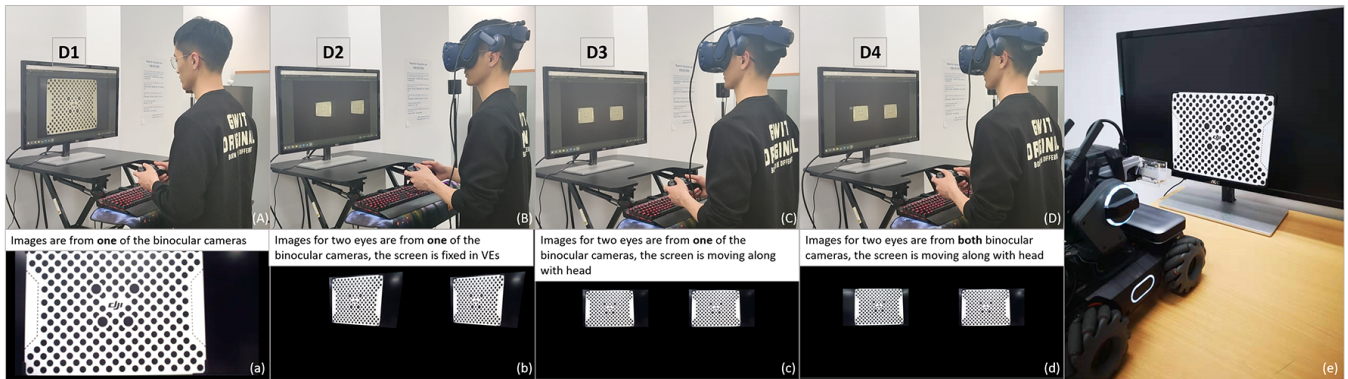 D1
(A)
D2
(B)
D3
(C)
D4
(D)
Images are from one of the binocular cameras
dji
(a)
Images for two eyes are from one of the
binocular cameras, the screen is fixed in VEs
(b)
Images for two eyes are from one of the
binocular cameras, the screen is moving along
with head
(c)
Images for two eyes are from both binocular
cameras, the screen is moving along with head
(d)
(e)